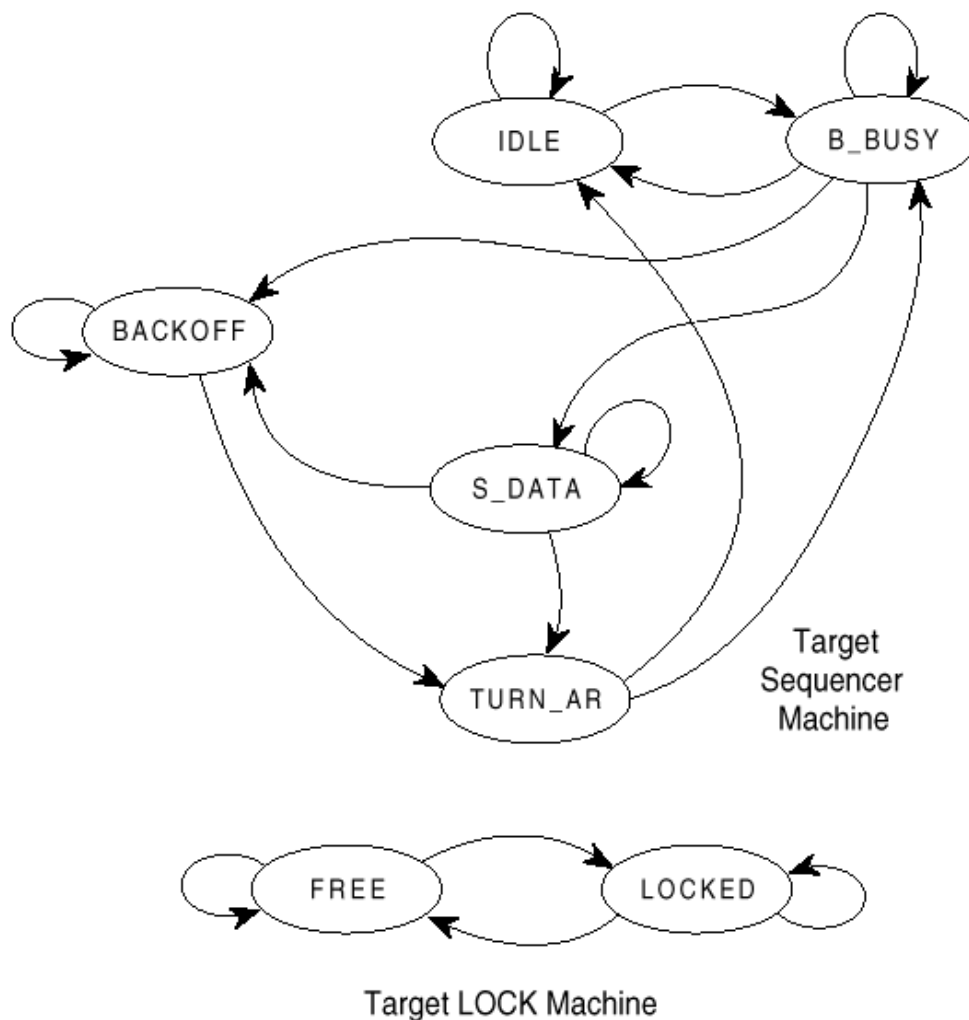 IDLE
B_BUSY
BACKOFF
S_DATA
TURN_AR
Target
Sequencer
Machine
FREE
LOCKED
Target LOCK Machine